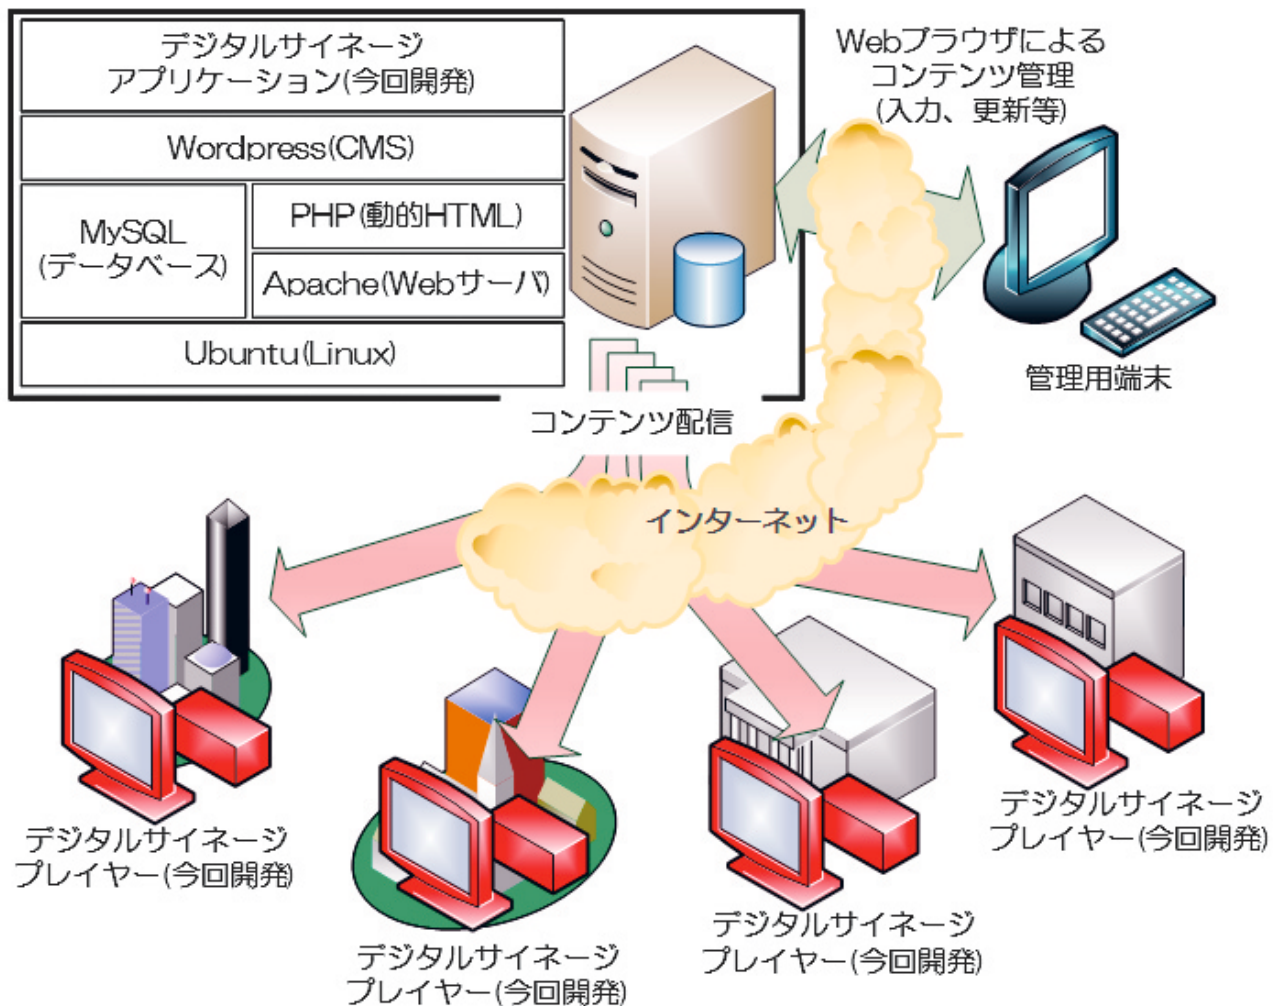 デジタルサイネージ
アプリケーション(今回開発)
Wordpress(CMS)
MySQL
(データベース)
PHP(動的HTML)
Apache(Webサーバ)
Ubuntu(Linux)
Webブラウザによる
コンテンツ管理
(入力、更新等)
管理用端末
コンテンツ配信
インターネット
デジタルサイネージ
プレイヤー(今回開発)
デジタルサイネージ
プレイヤー(今回開発)
デジタルサイネージ
プレイヤー(今回開発)
デジタルサイネージ
プレイヤー(今回開発)